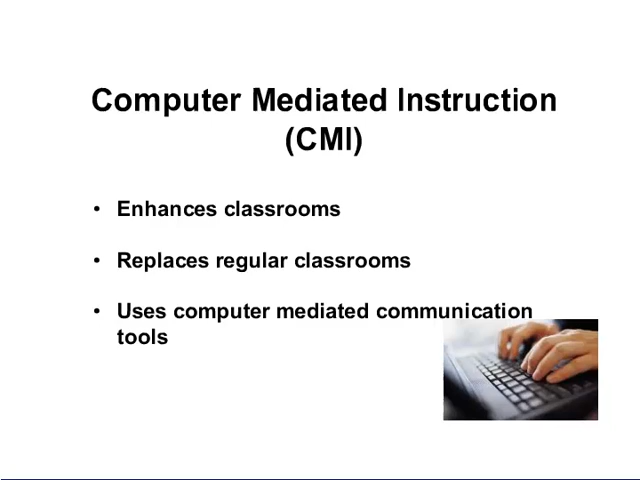 Computer Mediated Instruction
(CMI)
• Enhances classrooms
• Replaces regular classrooms
• Uses computer mediated communication
tools